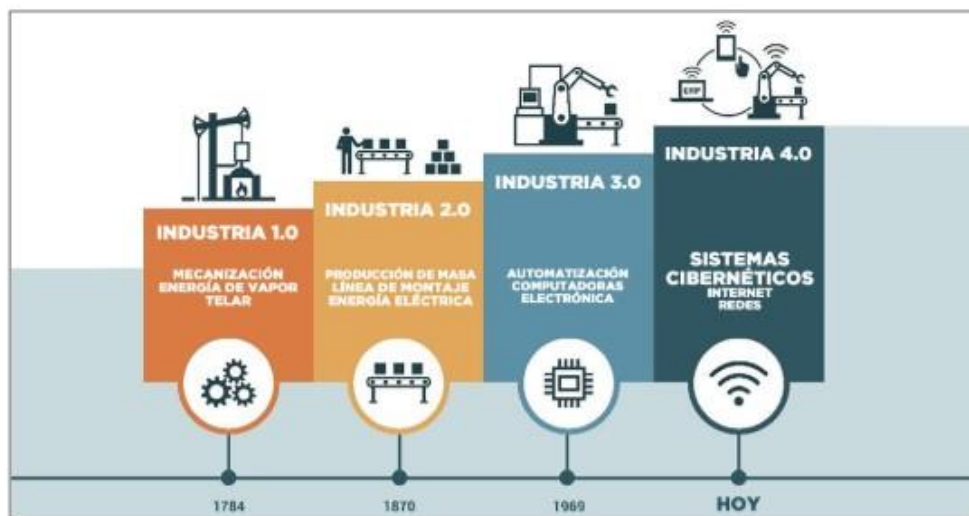 ERP
INDUSTRIA 1.0
MECANIZACIÓN
ENERGÍA DE VAPOR
TELAR
INDUSTRIA 2.0
PRODUCCIÓN DE MASA
LÍNEA DE MONTAJE
ENERGÍA ELÉCTRICA
INDUSTRIA 3.0
AUTOMATIZACIÓN
COMPUTADORAS
ELECTRÓNICA
INDUSTRIA 4.0
SISTEMAS
CIBERNÉTICOS
INTERNET
REDES
1784
1870
1969
HOY